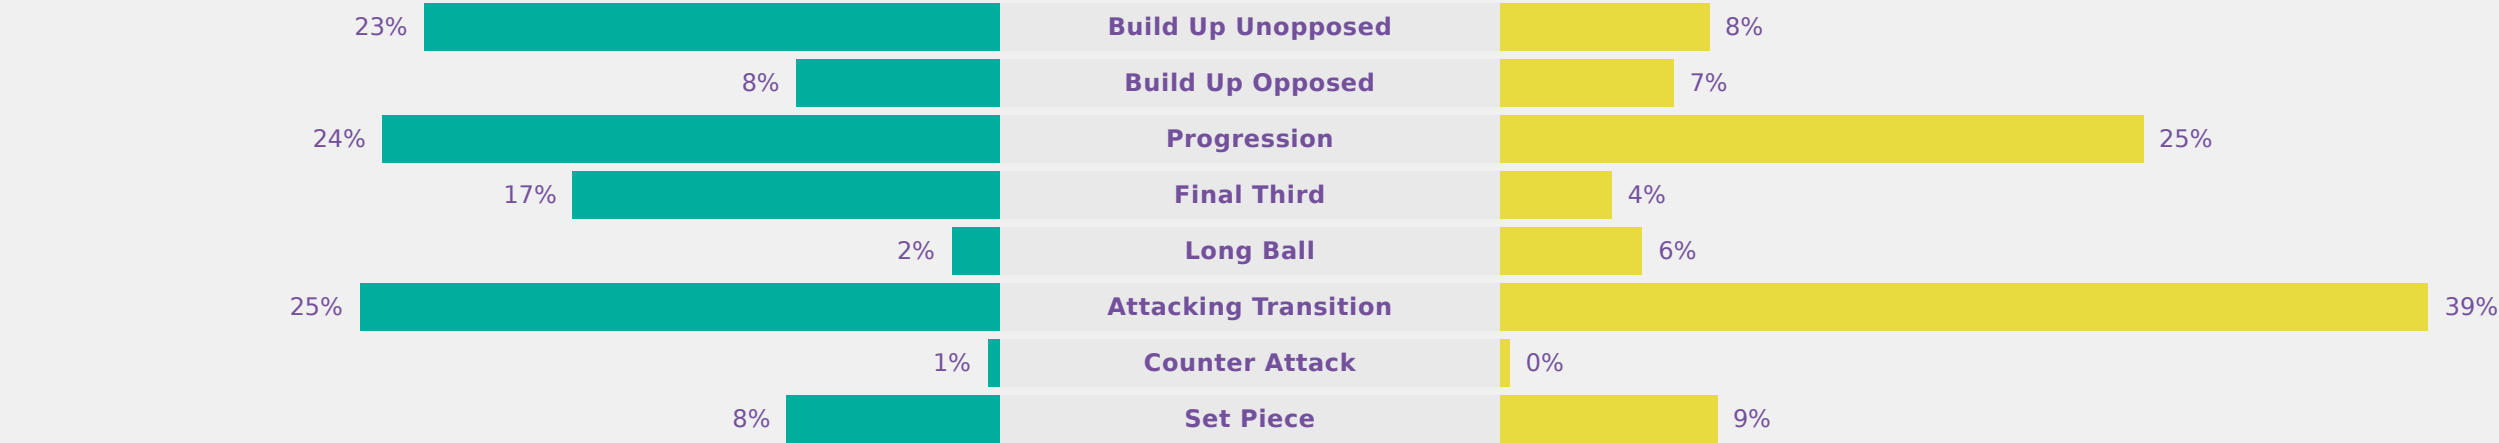 23% Build Up Unopposed 8%
8% Build Up Opposed 7%
24% Progression 25%
17% Final Third 4%
2% Long Ball 6%
25% Attacking Transition 39%
1% Counter Attack 0%
8% Set Piece 9%